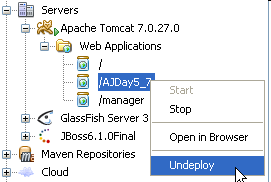 Servers
Apache Tomcat 7.0.27.0
Web Applications
/
/AJDay5_7
/manager
GlassFish Server 3
JBoss6.1.0Final
Maven Repositories
Cloud
Start
Stop
Open in Browser
Undeploy